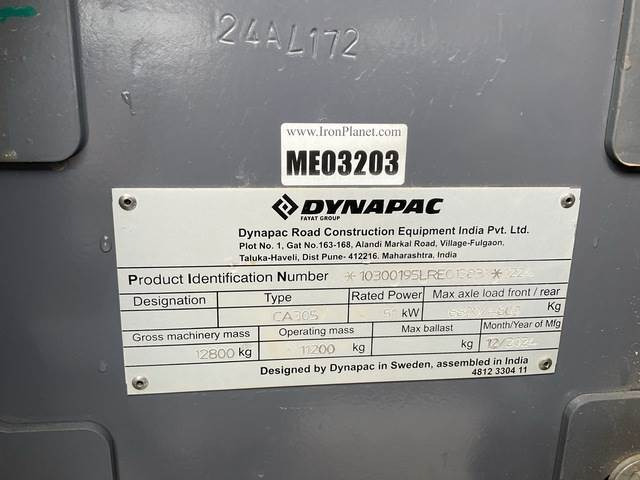 24AL172
www.IronPlanet.com
ME03203
DYNAPAC
FAYAT GROUP
Dynapac Road Construction Equipment India Pvt. Ltd.
Plot No. 1, Gat No.163-168, Alandi Markal Road, Village-Fulgaon,
Taluka-Haveli, Dist Pune- 412216. Maharashtra, India
Product Identification Number
Designation Type Rated Power Max axle load front / rear
CA305 kW Kg
Gross machinery mass Operating mass Max ballast Month/Year of Mfg
12800 kg 11200 kg kg 12/2024
Designed by Dynapac in Sweden, assembled in India
4812 3304 11